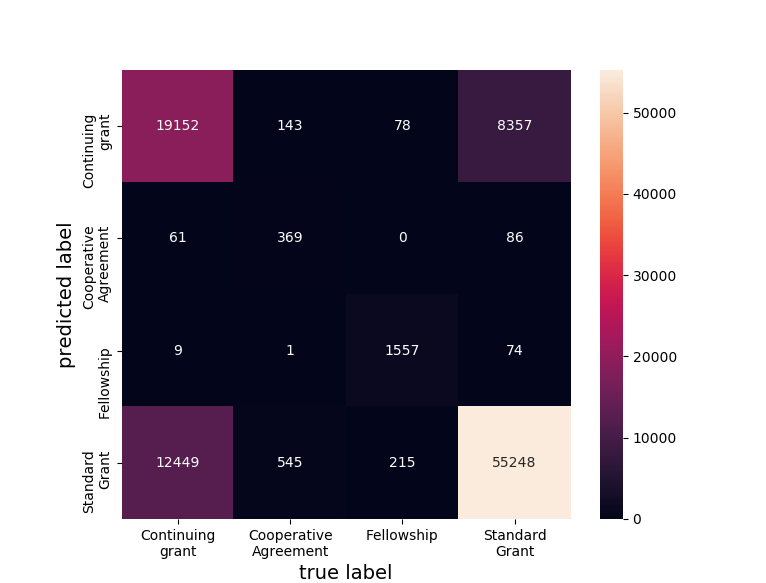 predicted label
Continuing
grant
19152 143 78 8357
Cooperative
Agreement
61 369 0 86
Fellowship
9 1 1557 74
Standard
Grant
12449 545 215 55248
Continuing
grant
Cooperative
Agreement
Fellowship
Standard
Grant
true label
50000
40000
30000
20000
10000
0